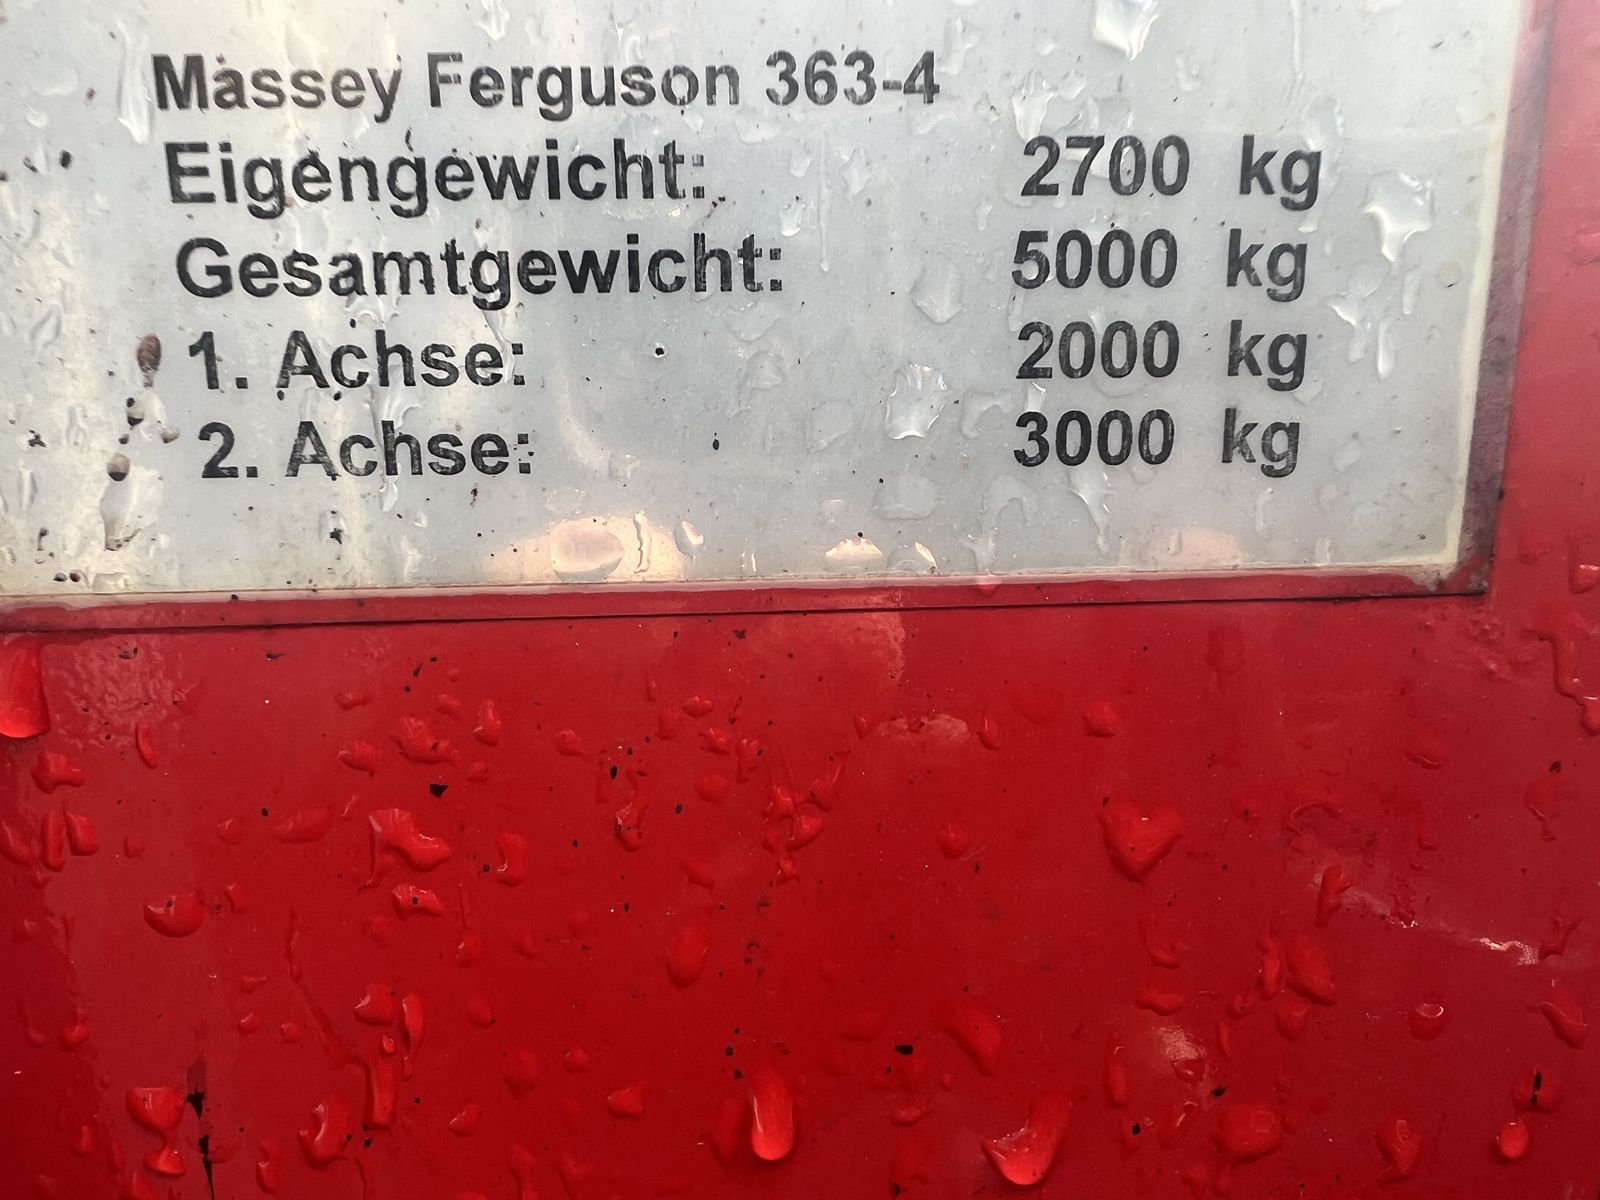 Massey Ferguson 363-4
Eigengewicht: 2700 kg
Gesamtgewicht: 5000 kg
1. Achse: 2000 kg
2. Achse: 3000 kg